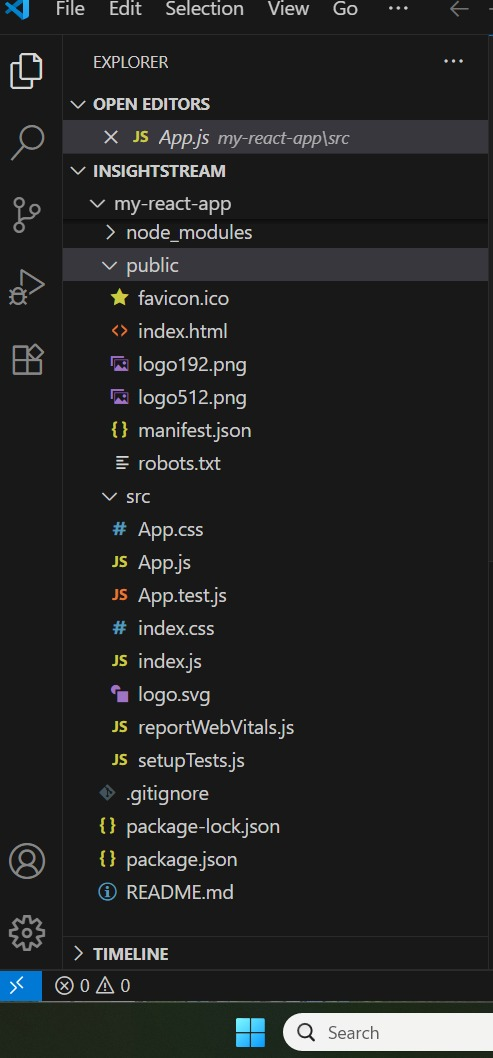 File Edit Selection View Go ...
EXPLORER ...
OPEN EDITORS
JS App.js my-react-app\src
INSIGHTSTREAM
my-react-app
node_modules
public
favicon.ico
<> index.html
logo192.png
logo512.png
{} manifest.json
robots.txt
src
# App.css
JS App.js
JS App.test.js
# index.css
JS index.js
logo.svg
JS reportWebVitals.js
JS setupTests.js
.gitignore
{} package-lock.json
{} package.json
README.md
TIMELINE
0 0
Search